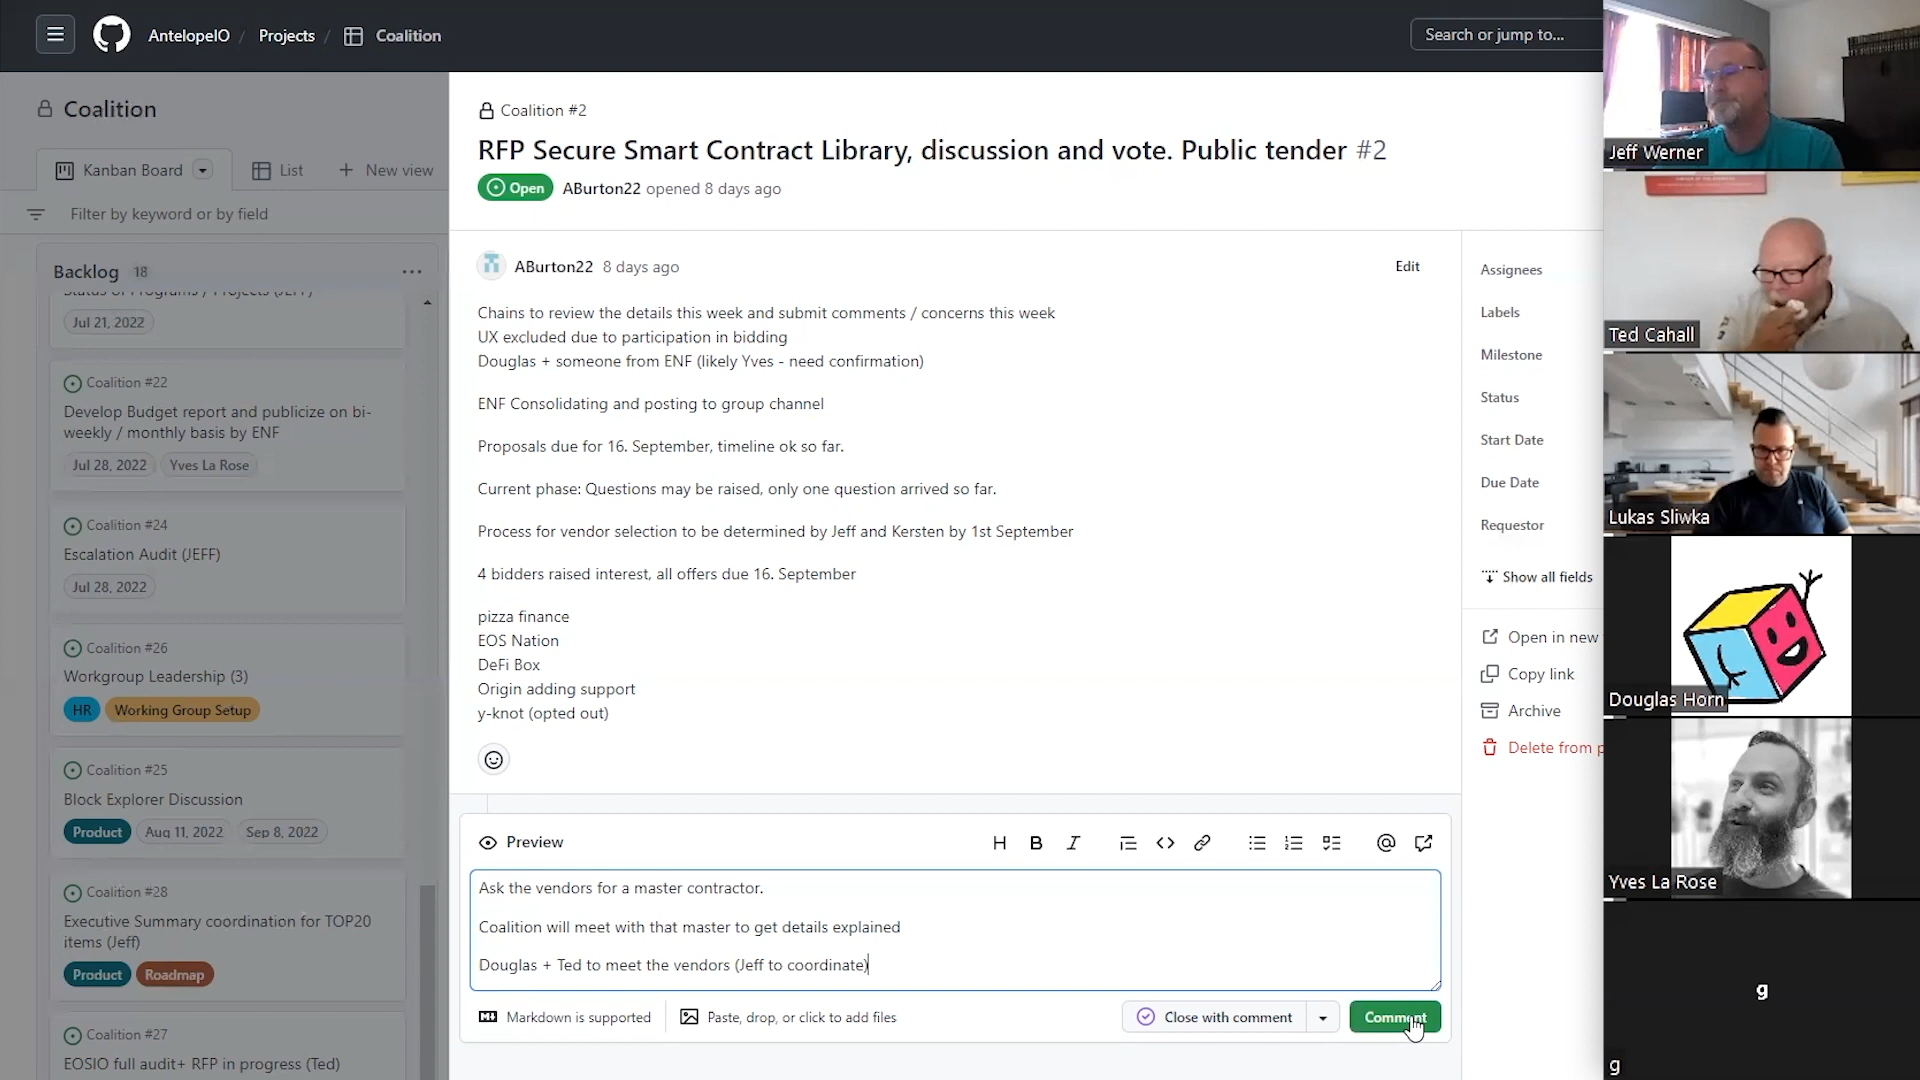 AntelopeIO / Projects / Coalition
Search or jump to...
Coalition
Kanban Board
List
New view
Filter by keyword or by field
Backlog 18
Status of Programs / Projects (JEFF)
Jul 21, 2022
Coalition #22
Develop Budget report and publicize on bi-
weekly / monthly basis by ENF
Jul 28, 2022 Yves La Rose
Coalition #24
Escalation Audit (JEFF)
Jul 28, 2022
Coalition #26
Workgroup Leadership (3)
HR Working Group Setup
Coalition #25
Block Explorer Discussion
Product Aug 11, 2022 Sep 8, 2022
Coalition #28
Executive Summary coordination for TOP20
items (Jeff)
Product Roadmap
Coalition #27
EOSIO full audit+ RFP in progress (Ted)
Coalition #2
RFP Secure Smart Contract Library, discussion and vote. Public tender #2
Open ABurton22 opened 8 days ago
ABurton22 8 days ago
Edit
Chains to review the details this week and submit comments / concerns this week
UX excluded due to participation in bidding
Douglas + someone from ENF (likely Yves - need confirmation)
ENF Consolidating and posting to group channel
Proposals due for 16. September, timeline ok so far.
Current phase: Questions may be raised, only one question arrived so far.
Process for vendor selection to be determined by Jeff and Kersten by 1st September
4 bidders raised interest, all offers due 16. September
pizza finance
EOS Nation
DeFi Box
Origin adding support
y-knot (opted out)
Preview
H B I
Ask the vendors for a master contractor.
Coalition will meet with that master to get details explained
Douglas + Ted to meet the vendors (Jeff to coordinate)
Markdown is supported
Paste, drop, or click to add files
Close with comment
Comment
Assignees
Labels
Milestone
Status
Start Date
Due Date
Requestor
Show all fields
Open in new
Copy link
Archive
Delete from p
Jeff Werner
Ted Cahall
Lukas Sliwka
Douglas Horn
Yves La Rose
g
g